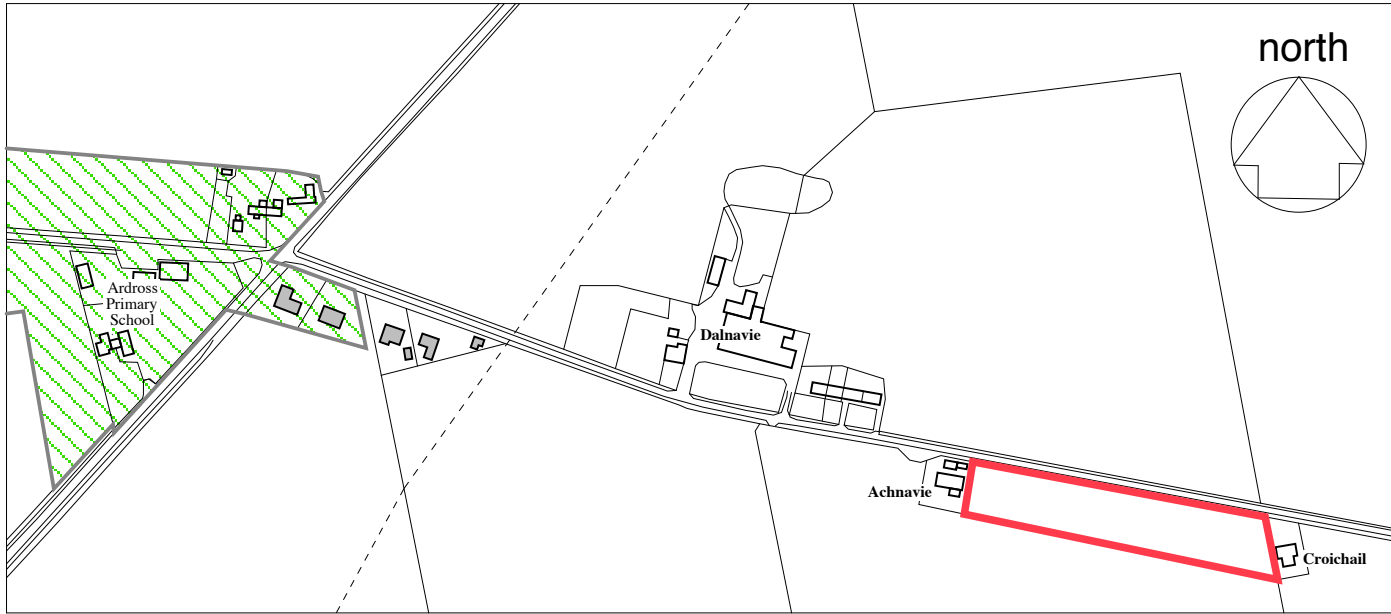 north
Ardross
Primary
School
Dalnavie
Achnavie
Croichail